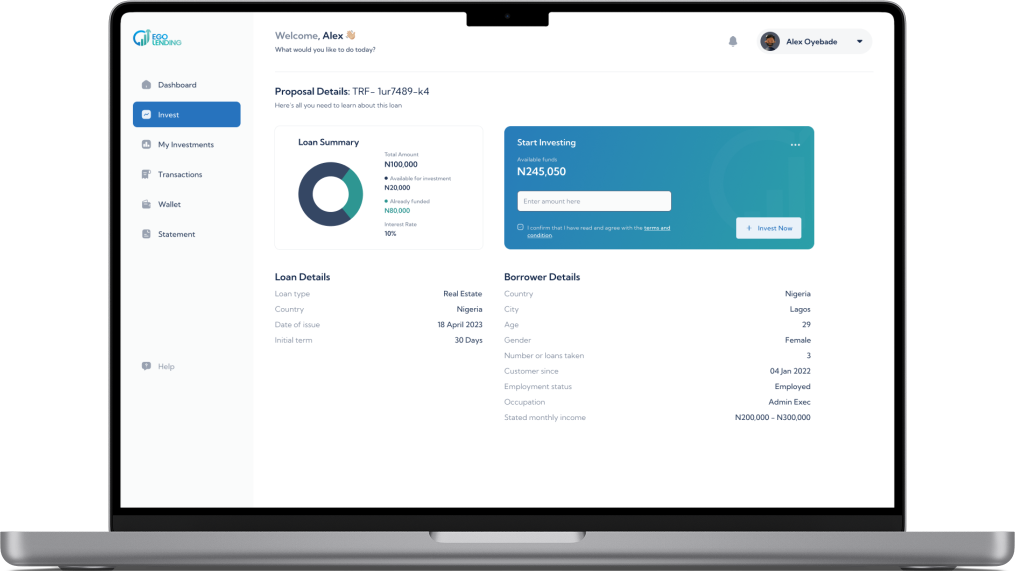 EGO
LENDING
Welcome, Alex 👋🏼
What would you like to do today?
Alex Oyebade
Dashboard
Invest
My Investments
Transactions
Wallet
Statement
Help
Proposal Details: TRF- 1ur7489-k4
Here's all you need to learn about this loan
Loan Summary
Total Amount
N100,000
Available for investment
N20,000
Already funded
N80,000
Interest Rate
10%
Start Investing
Available funds
N245,050
Enter amount here
I confirm that I have read and agree with the terms and
condition.
+ Invest Now
Loan Details
Loan type Real Estate
Country Nigeria
Date of issue 18 April 2023
Initial term 30 Days
Borrower Details
Country Nigeria
City Lagos
Age 29
Gender Female
Number or loans taken 3
Customer since 04 Jan 2022
Employment status Employed
Occupation Admin Exec
Stated monthly income N200,000 - N300,000